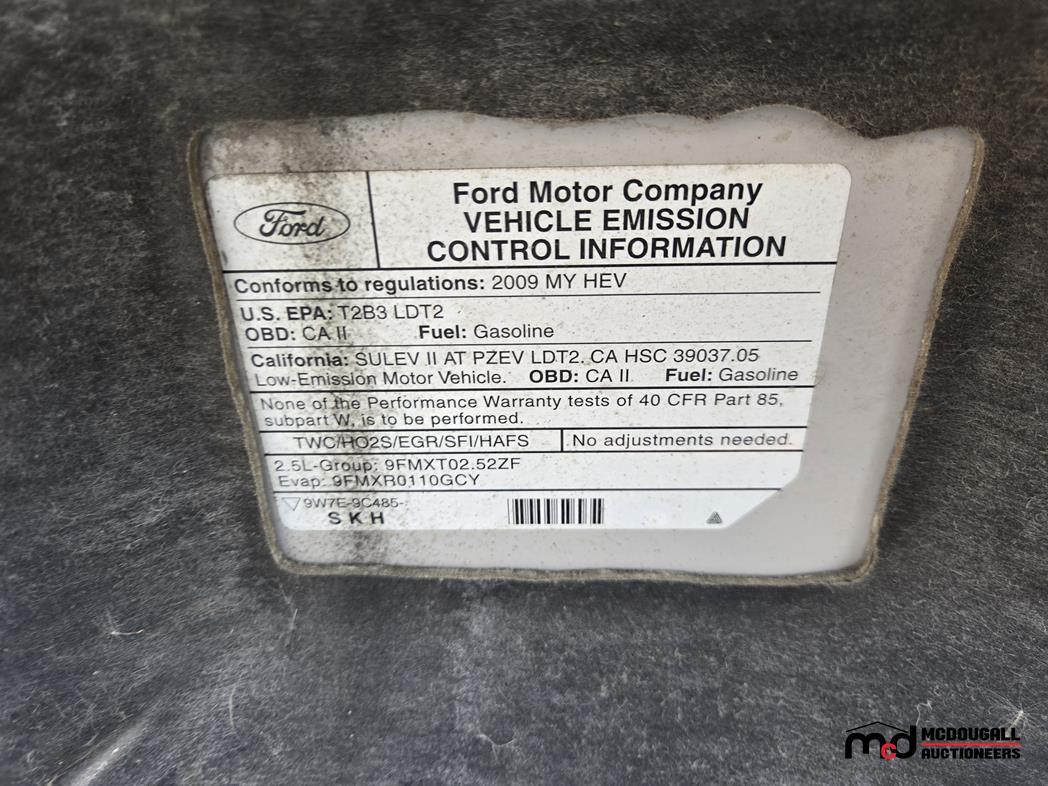 Ford
Ford Motor Company
VEHICLE EMISSION
CONTROL INFORMATION
Conforms to regulations: 2009 MY HEV
U.S. EPA: T2B3 LDT2
OBD: CA II Fuel: Gasoline
California: SULEV II AT PZEV LDT2. CA HSC 39037.05
Low-Emission Motor Vehicle. OBD: CA II Fuel: Gasoline
None of the Performance Warranty tests of 40 CFR Part 85,
subpart W, is to be performed.
TWC/HO2S/EGR/SFI/HAFS No adjustments needed.
2.5L-Group: 9FMXT02.52ZF
Evap: 9FMXR0110GCY
9W7E-9C485-
S K H
mcd MCDOUGALL
AUCTIONEERS